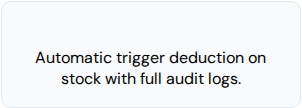 Automatic trigger deduction on
stock with full audit logs.